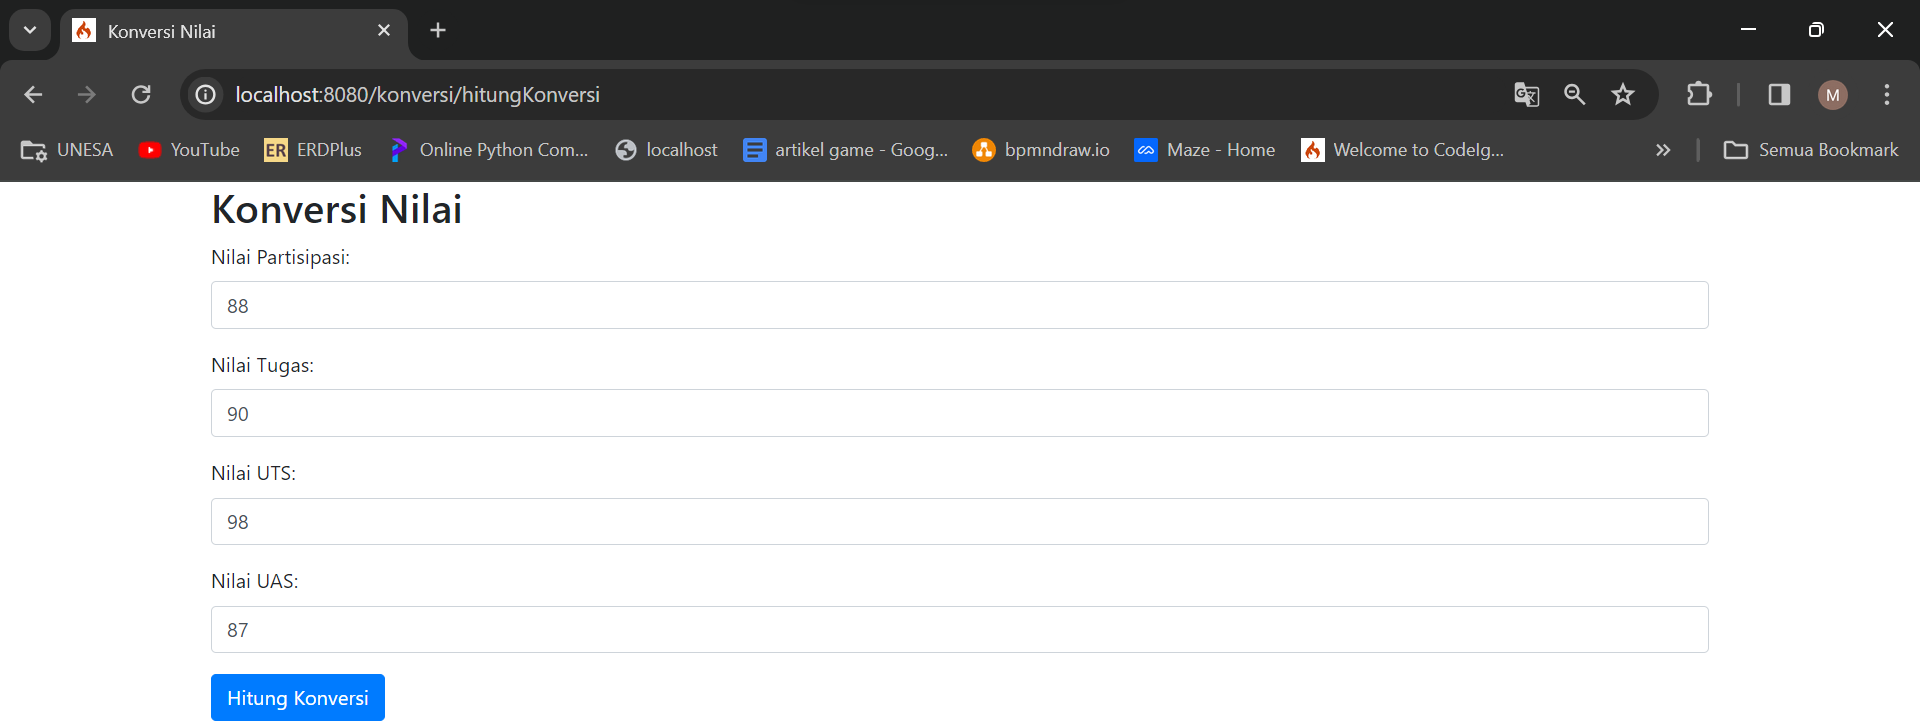 Konversi Nilai
localhost:8080/konversi/hitungKonversi
M
UNESA YouTube ER ERDPlus Online Python Com... localhost artikel game - Goog... bpmndraw.io Maze - Home Welcome to CodeIg... Semua Bookmark
Konversi Nilai
Nilai Partisipasi:
88
Nilai Tugas:
90
Nilai UTS:
98
Nilai UAS:
87
Hitung Konversi